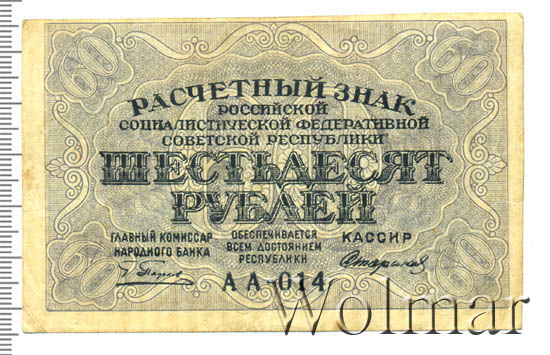 60 60
РАСЧЕТНЫЙ ЗНАК
РОССИЙСКОЙ
СОЦИАЛИСТИЧЕСКОЙ ФЕДЕРАТИВНОЙ
СОВЕТСКОЙ РЕСПУБЛИКИ
ШЕСТЬДЕСЯТ
РУБЛЕЙ
ГЛАВНЫЙ КОМИССАР
НАРОДНОГО БАНКА
ОБЕСПЕЧИВАЕТСЯ
ВСЕМ ДОСТОЯНИЕМ
РЕСПУБЛИКИ
КАССИР
60 60
АА-014
Wolmar